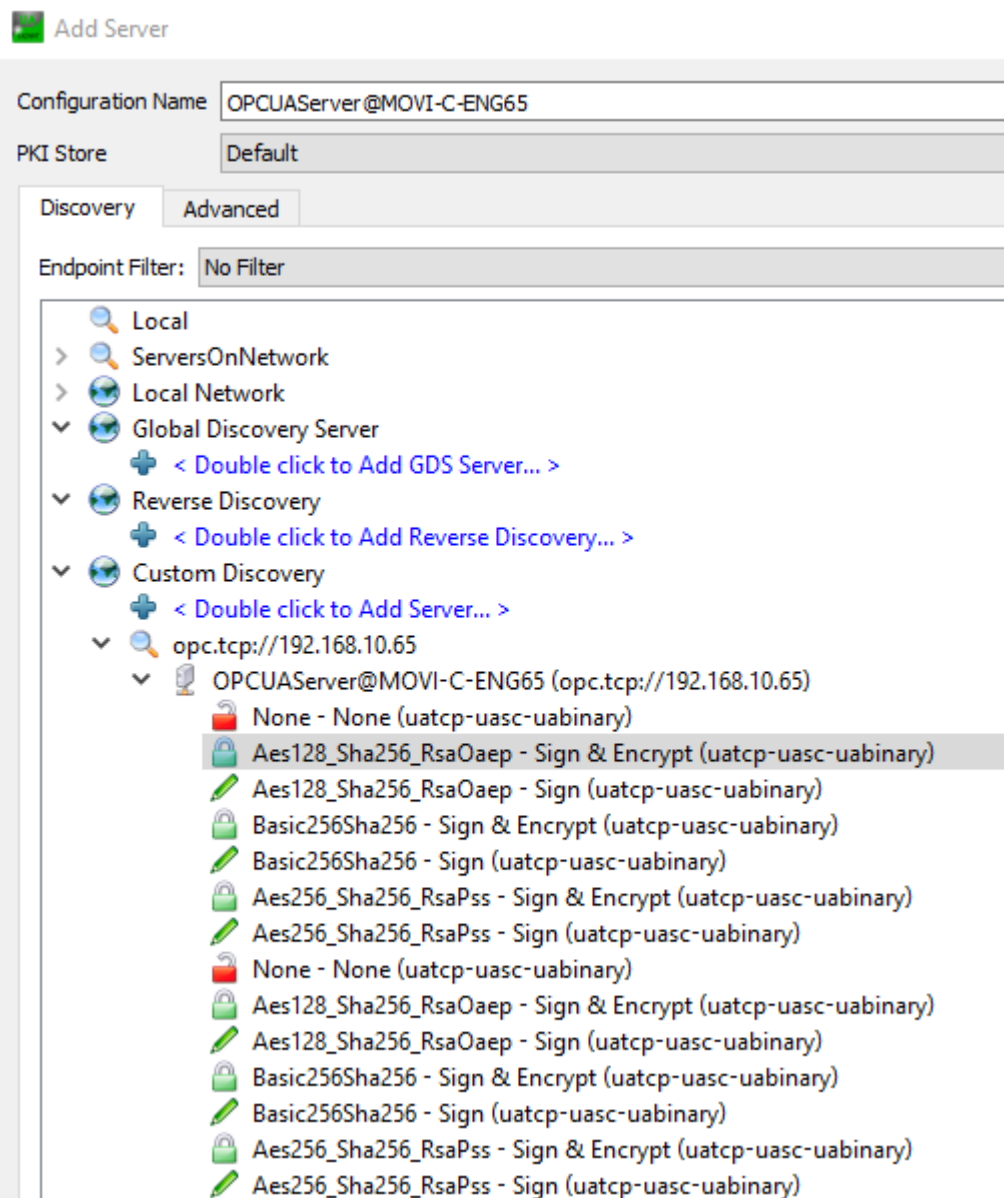 Add Server
Configuration Name OPCUAServer@MOVI-C-ENG65
PKI Store Default
Discovery Advanced
Endpoint Filter: No Filter
Local
ServersOnNetwork
Local Network
Global Discovery Server
< Double click to Add GDS Server... >
Reverse Discovery
< Double click to Add Reverse Discovery... >
Custom Discovery
< Double click to Add Server... >
opc.tcp://192.168.10.65
OPCUAServer@MOVI-C-ENG65 (opc.tcp://192.168.10.65)
None - None (uatcp-uasc-uabinary)
Aes128_Sha256_RsaOaep - Sign & Encrypt (uatcp-uasc-uabinary)
Aes128_Sha256_RsaOaep - Sign (uatcp-uasc-uabinary)
Basic256Sha256 - Sign & Encrypt (uatcp-uasc-uabinary)
Basic256Sha256 - Sign (uatcp-uasc-uabinary)
Aes256_Sha256_RsaPss - Sign & Encrypt (uatcp-uasc-uabinary)
Aes256_Sha256_RsaPss - Sign (uatcp-uasc-uabinary)
None - None (uatcp-uasc-uabinary)
Aes128_Sha256_RsaOaep - Sign & Encrypt (uatcp-uasc-uabinary)
Aes128_Sha256_RsaOaep - Sign (uatcp-uasc-uabinary)
Basic256Sha256 - Sign & Encrypt (uatcp-uasc-uabinary)
Basic256Sha256 - Sign (uatcp-uasc-uabinary)
Aes256_Sha256_RsaPss - Sign & Encrypt (uatcp-uasc-uabinary)
Aes256_Sha256_RsaPss - Sign (uatcp-uasc-uabinary)